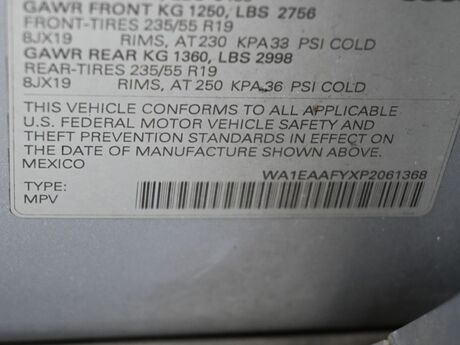 GAWR FRONT KG 1250, LBS 2756
FRONT-TIRES 235/55 R19
8JX19 RIMS, AT 230 KPA33 PSI COLD
GAWR REAR KG 1360, LBS 2998
REAR-TIRES 235/55 R19
8JX19 RIMS, AT 250 KPA36 PSI COLD
THIS VEHICLE CONFORMS TO ALL APPLICABLE
U.S. FEDERAL MOTOR VEHICLE SAFETY AND
THEFT PREVENTION STANDARDS IN EFFECT ON
THE DATE OF MANUFACTURE SHOWN ABOVE.
MEXICO
WA1EAAFYXP2061368
TYPE:
MPV